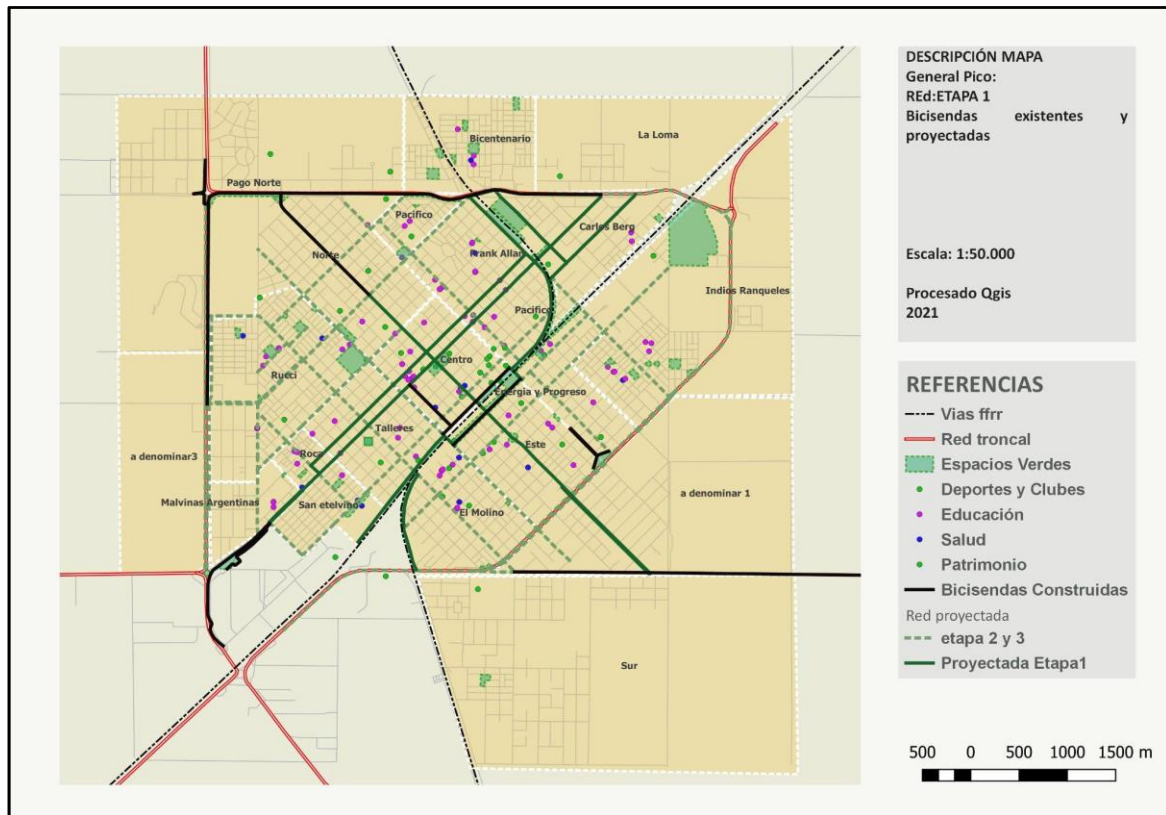 DESCRIPCIÓN MAPA
General Pico:
REd:ETAPA 1
Bicisendas existentes y
proyectadas
Escala: 1:50.000
Procesado Qgis
2021
REFERENCIAS
Vias ffrr
Red troncal
Espacios Verdes
Deportes y Clubes
Educación
Salud
Patrimonio
Bicisendas Construidas
Red proyectada
etapa 2 y 3
Proyectada Etapa1
500 0 500 1000 1500 m
Bicentenario
La Loma
Pago Norte
Pacifico
Carlos Berg
Norte
Frank Allan
Indios Ranqueles
Pacifico
Centro
Rucci
Energia y Progreso
Talleres
Este
Roca
a denominar3
Malvinas Argentinas
San etelvino
El Molino
a denominar 1
Sur